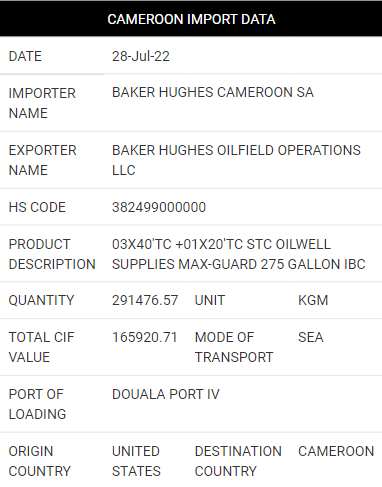 CAMEROON IMPORT DATA
DATE 28-Jul-22
IMPORTER NAME BAKER HUGHES CAMEROON SA
EXPORTER NAME BAKER HUGHES OILFIELD OPERATIONS LLC
HS CODE 382499000000
PRODUCT DESCRIPTION 03X40'TC +01X20'TC STC OILWELL SUPPLIES MAX-GUARD 275 GALLON IBC
QUANTITY 291476.57 UNIT KGM
TOTAL CIF VALUE 165920.71 MODE OF TRANSPORT SEA
PORT OF LOADING DOUALA PORT IV
ORIGIN COUNTRY UNITED STATES DESTINATION COUNTRY CAMEROON